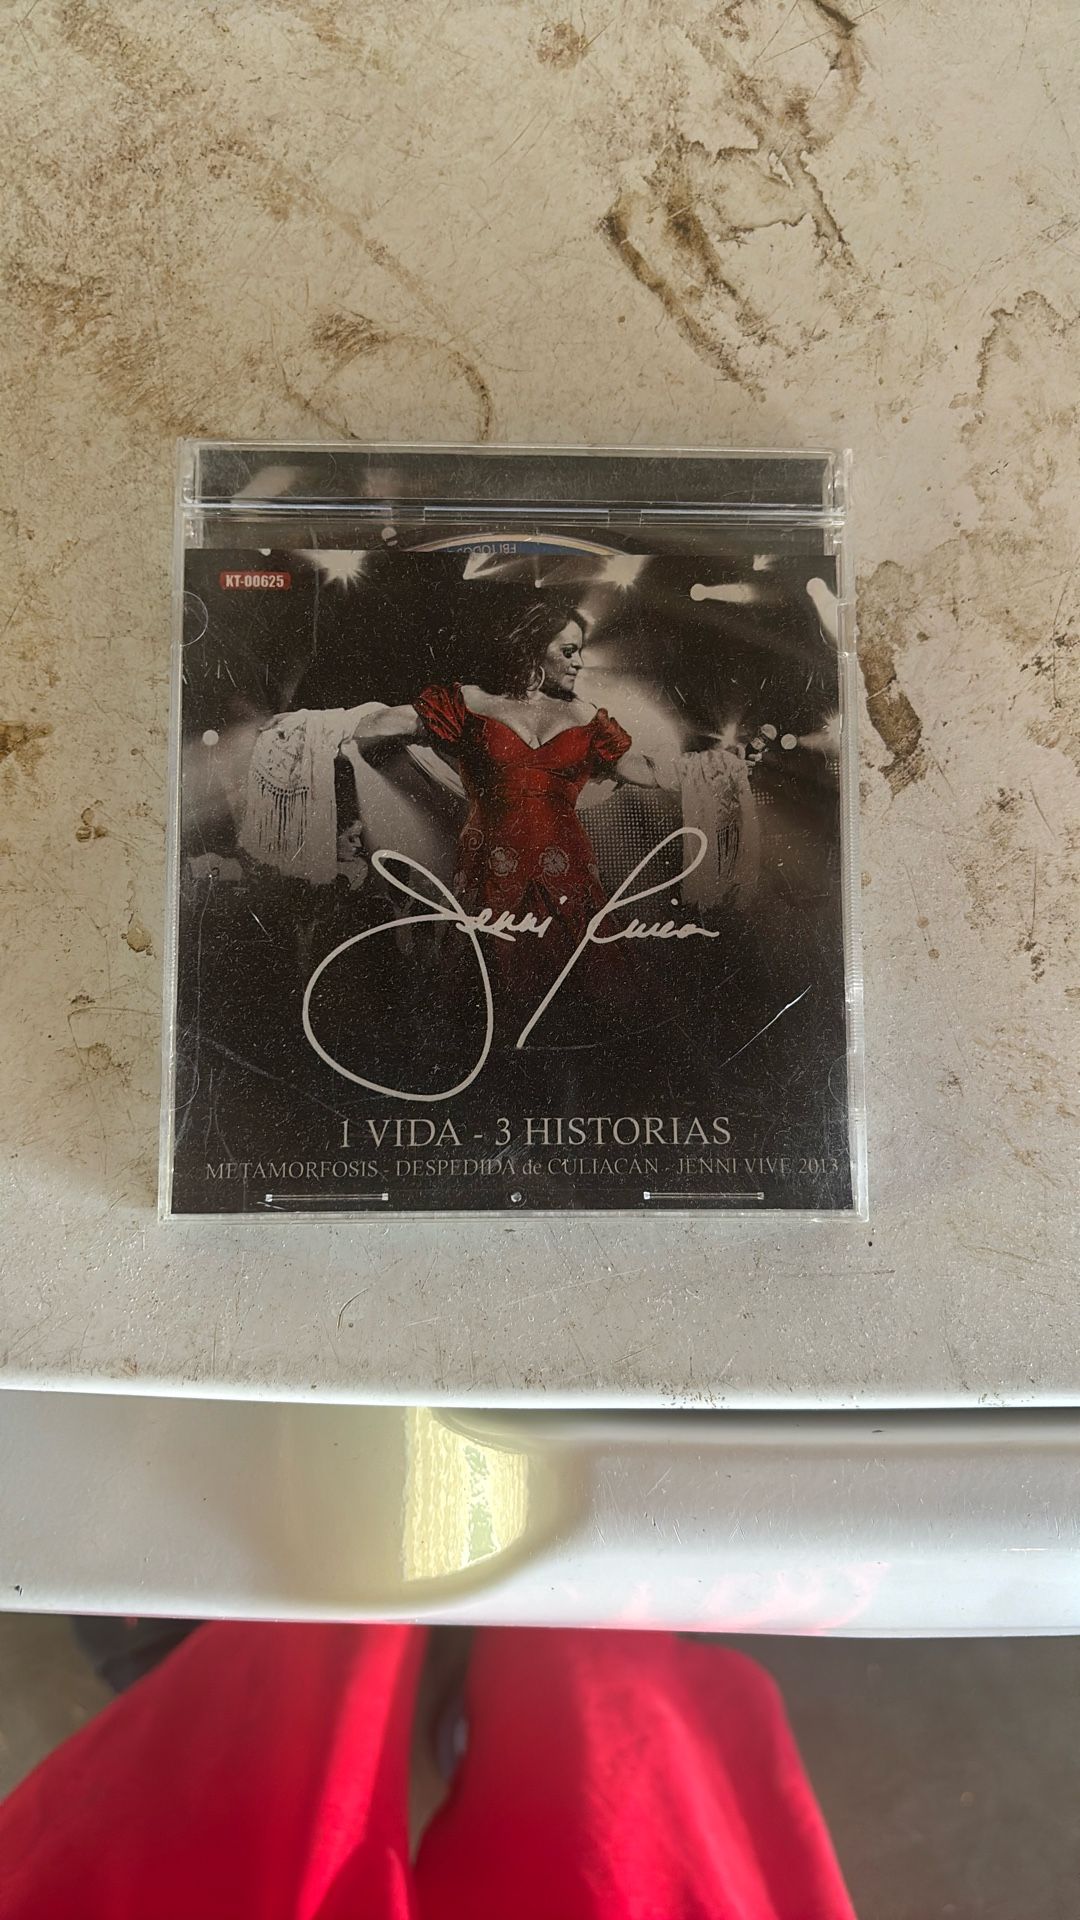 KT-00625
Jenni Rivera
1 VIDA - 3 HISTORIAS
METAMORFOSIS - DESPEDIDA de CULIACAN - JENNI VIVE 2013